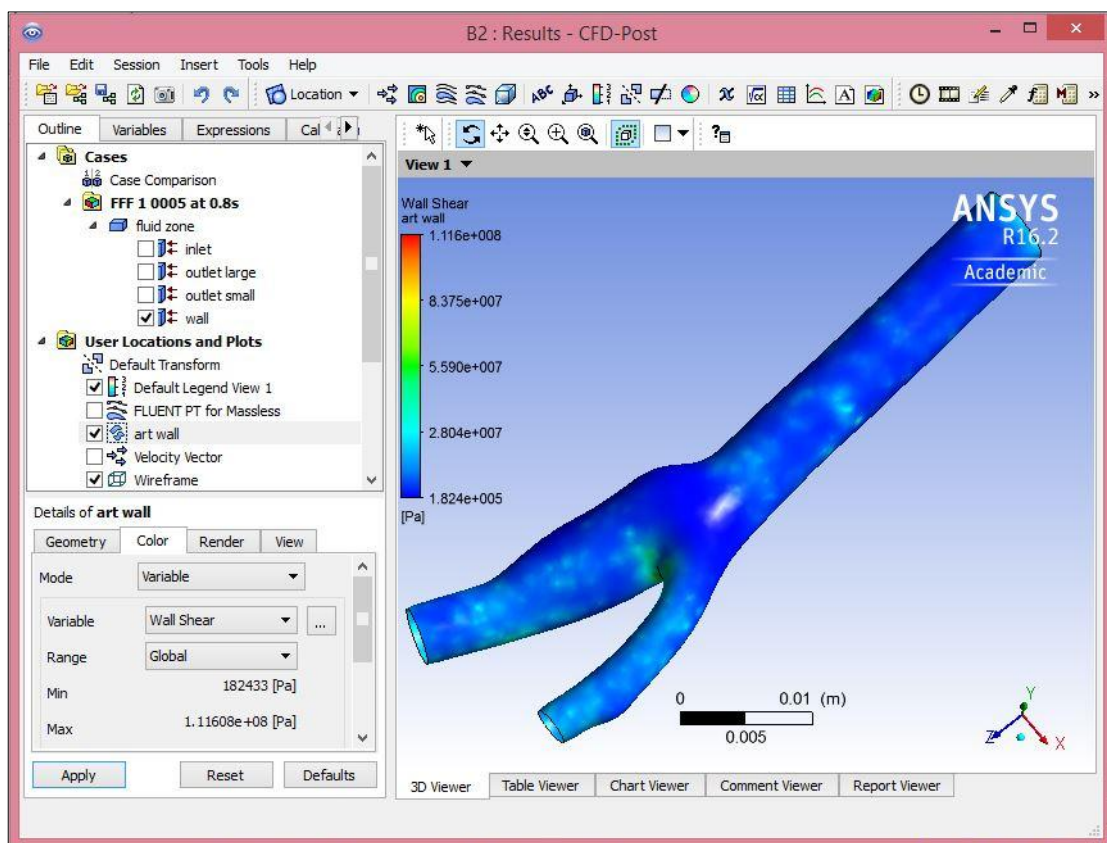 B2 : Results - CFD-Post
File Edit Session Insert Tools Help
Location
Outline Variables Expressions
Cases
Case Comparison
FFF 1 0005 at 0.8s
fluid zone
inlet
outlet large
outlet small
wall
User Locations and Plots
Default Transform
Default Legend View 1
FLUENT PT for Massless
art wall
Velocity Vector
Wireframe
Details of art wall
Geometry Color Render View
Mode Variable
Variable Wall Shear ...
Range Global
Min 182433 [Pa]
Max 1.11608e+08 [Pa]
Apply Reset Defaults
View 1
Wall Shear
art wall
1.116e+008
8.375e+007
5.590e+007
2.804e+007
1.824e+005
[Pa]
ANSYS
R16.2
Academic
0 0.01 (m)
0.005
Y
Z
X
3D Viewer Table Viewer Chart Viewer Comment Viewer Report Viewer